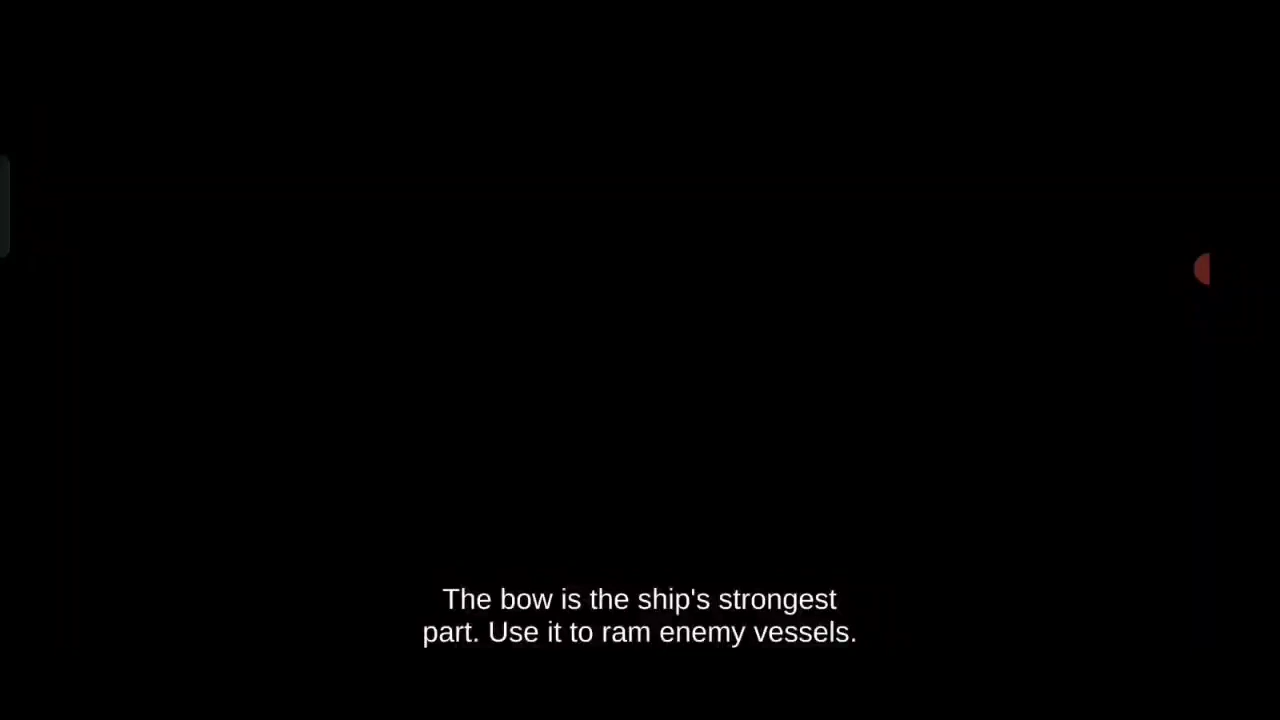 The bow is the ship's strongest
part. Use it to ram enemy vessels.